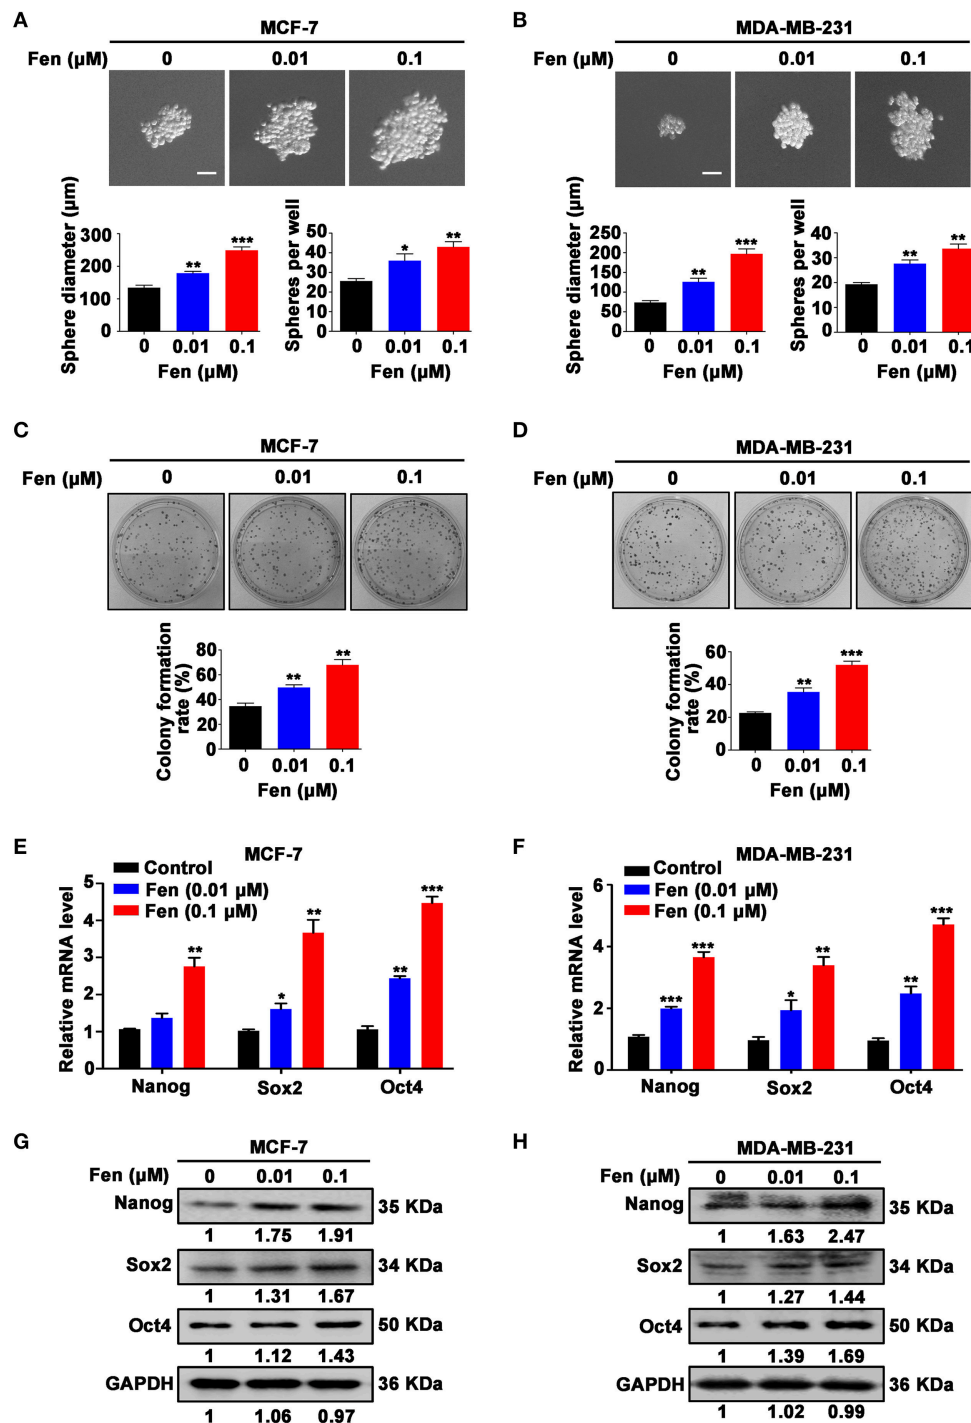 A
MCF-7
Fen (μM) 0 0.01 0.1
Sphere diameter (μm)
300
200
100
0
** ***
0 0.01 0.1
Fen (μM)
Spheres per well
50
40
30
20
10
0
* **
0 0.01 0.1
Fen (μM)
B
MDA-MB-231
Fen (μM) 0 0.01 0.1
Sphere diameter (μm)
250
200
150
100
50
0
** ***
0 0.01 0.1
Fen (μM)
Spheres per well
40
30
20
10
0
** **
0 0.01 0.1
Fen (μM)
C
MCF-7
Fen (μM) 0 0.01 0.1
Colony formation
rate (%)
80
60
40
20
0
** **
0 0.01 0.1
Fen (μM)
D
MDA-MB-231
Fen (μM) 0 0.01 0.1
Colony formation
rate (%)
60
40
20
0
** ***
0 0.01 0.1
Fen (μM)
E
MCF-7
Control
Fen (0.01 μM)
Fen (0.1 μM)
Relative mRNA level
5
4
3
2
1
0
** * ** ** ***
Nanog Sox2 Oct4
F
MDA-MB-231
Control
Fen (0.01 μM)
Fen (0.1 μM)
Relative mRNA level
6
4
2
0
*** *** * ** ** ***
Nanog Sox2 Oct4
G
MCF-7
Fen (μM) 0 0.01 0.1
Nanog 35 KDa
1 1.75 1.91
Sox2 34 KDa
1 1.31 1.67
Oct4 50 KDa
1 1.12 1.43
GAPDH 36 KDa
1 1.06 0.97
H
MDA-MB-231
Fen (μM) 0 0.01 0.1
Nanog 35 KDa
1 1.63 2.47
Sox2 34 KDa
1 1.27 1.44
Oct4 50 KDa
1 1.39 1.69
GAPDH 36 KDa
1 1.02 0.99